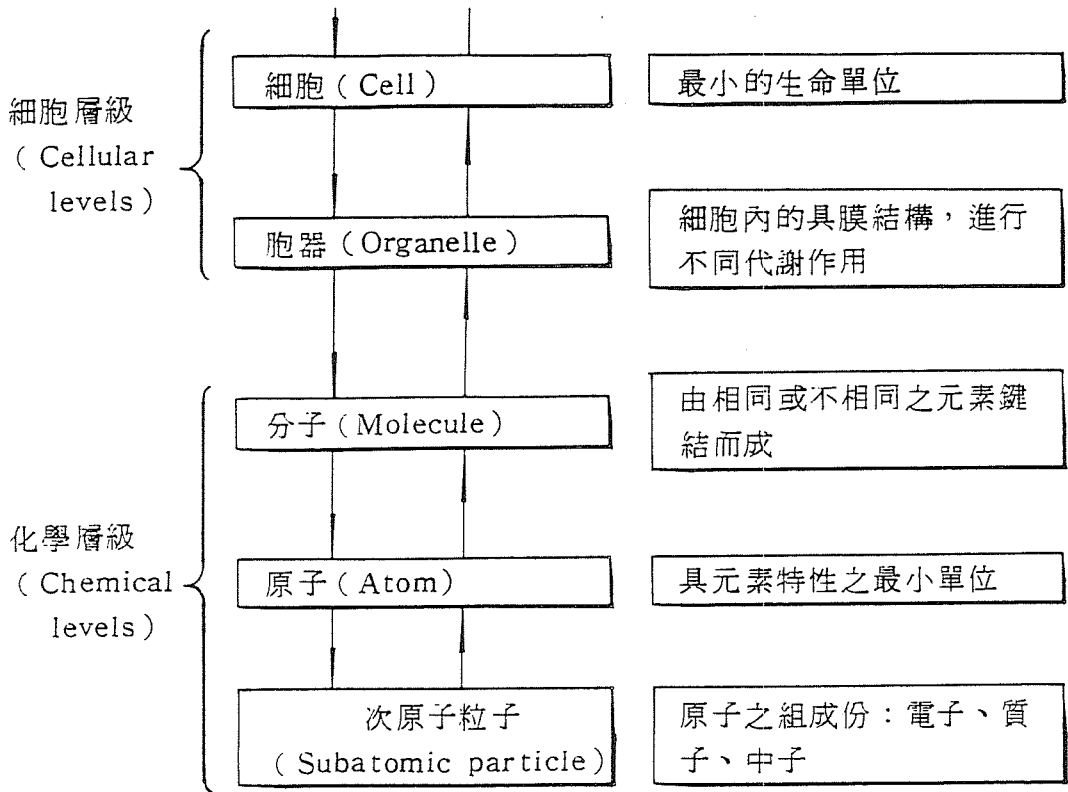 細胞（Cell）
最小的生命單位
細胞層級
（Cellular
levels）
胞器（Organelle）
細胞內的具膜結構，進行
不同代謝作用
分子（Molecule）
由相同或不相同之元素鍵
結而成
化學層級
（Chemical
levels）
原子（Atom）
具元素特性之最小單位
次原子粒子
（Subatomic particle）
原子之組成份：電子、質
子、中子